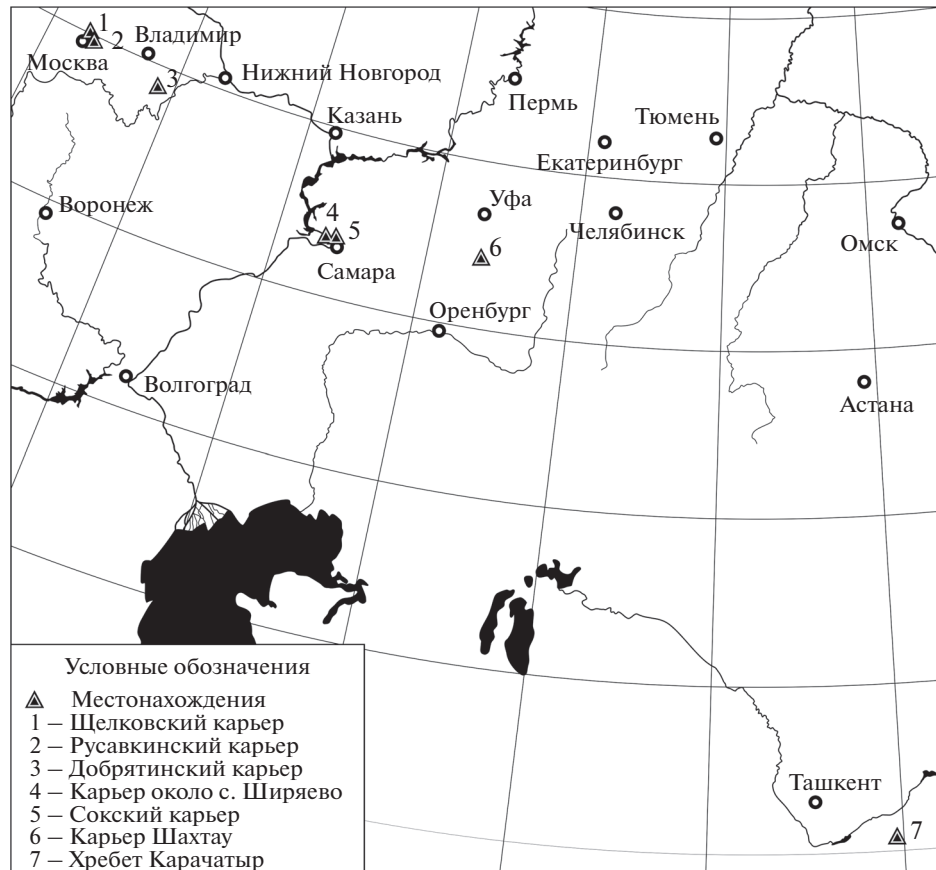 1
2
Москва
Владимир
3
Нижний Новгород
Пермь
Казань
Тюмень
Екатеринбург
Воронеж
4
5
Самара
Уфа
6
Челябинск
Омск
Оренбург
Волгоград
Астана
Ташкент
7
Условные обозначения
Местонахождения
1 – Щелковский карьер
2 – Русавкинский карьер
3 – Добрятинский карьер
4 – Карьер около с. Ширяево
5 – Сокский карьер
6 – Карьер Шахтау
7 – Хребет Карачатыр